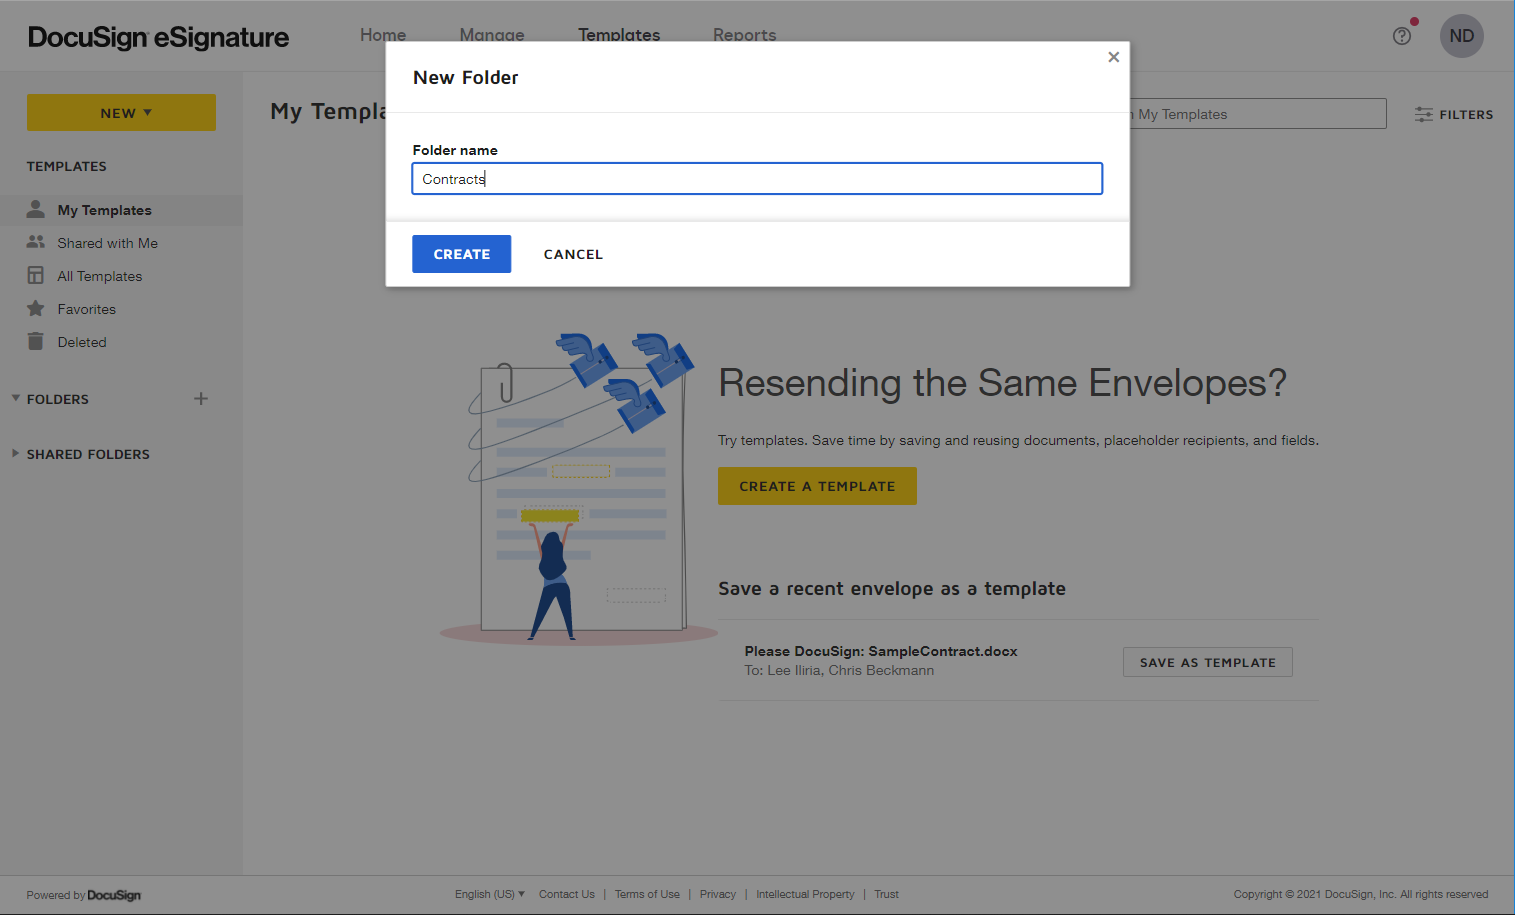 DocuSign eSignature
Home
Manage
Templates
Reports
ND
New Folder
Folder name
Contracts
CREATE
CANCEL
NEW
TEMPLATES
My Templates
Shared with Me
All Templates
Favorites
Deleted
FOLDERS
SHARED FOLDERS
My Templa
My Templates
FILTERS
Resending the Same Envelopes?
Try templates. Save time by saving and reusing documents, placeholder recipients, and fields.
CREATE A TEMPLATE
Save a recent envelope as a template
Please DocuSign: SampleContract.docx
To: Lee Iliria, Chris Beckmann
SAVE AS TEMPLATE
Powered by DocuSign
English (US) Contact Us | Terms of Use | Privacy | Intellectual Property | Trust
Copyright © 2021 DocuSign, Inc. All rights reserved